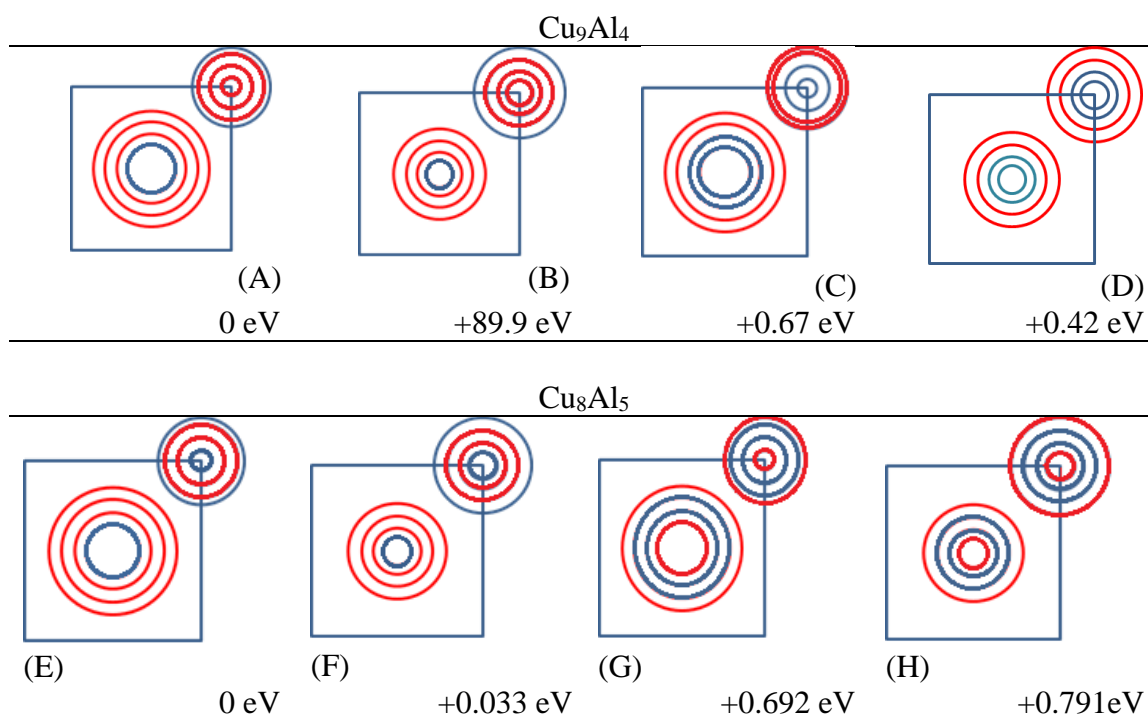 Cu₉Al₄
(A) (B) (C) (D)
0 eV +89.9 eV +0.67 eV +0.42 eV
Cu₈Al₅
(E) (F) (G) (H)
0 eV +0.033 eV +0.692 eV +0.791eV